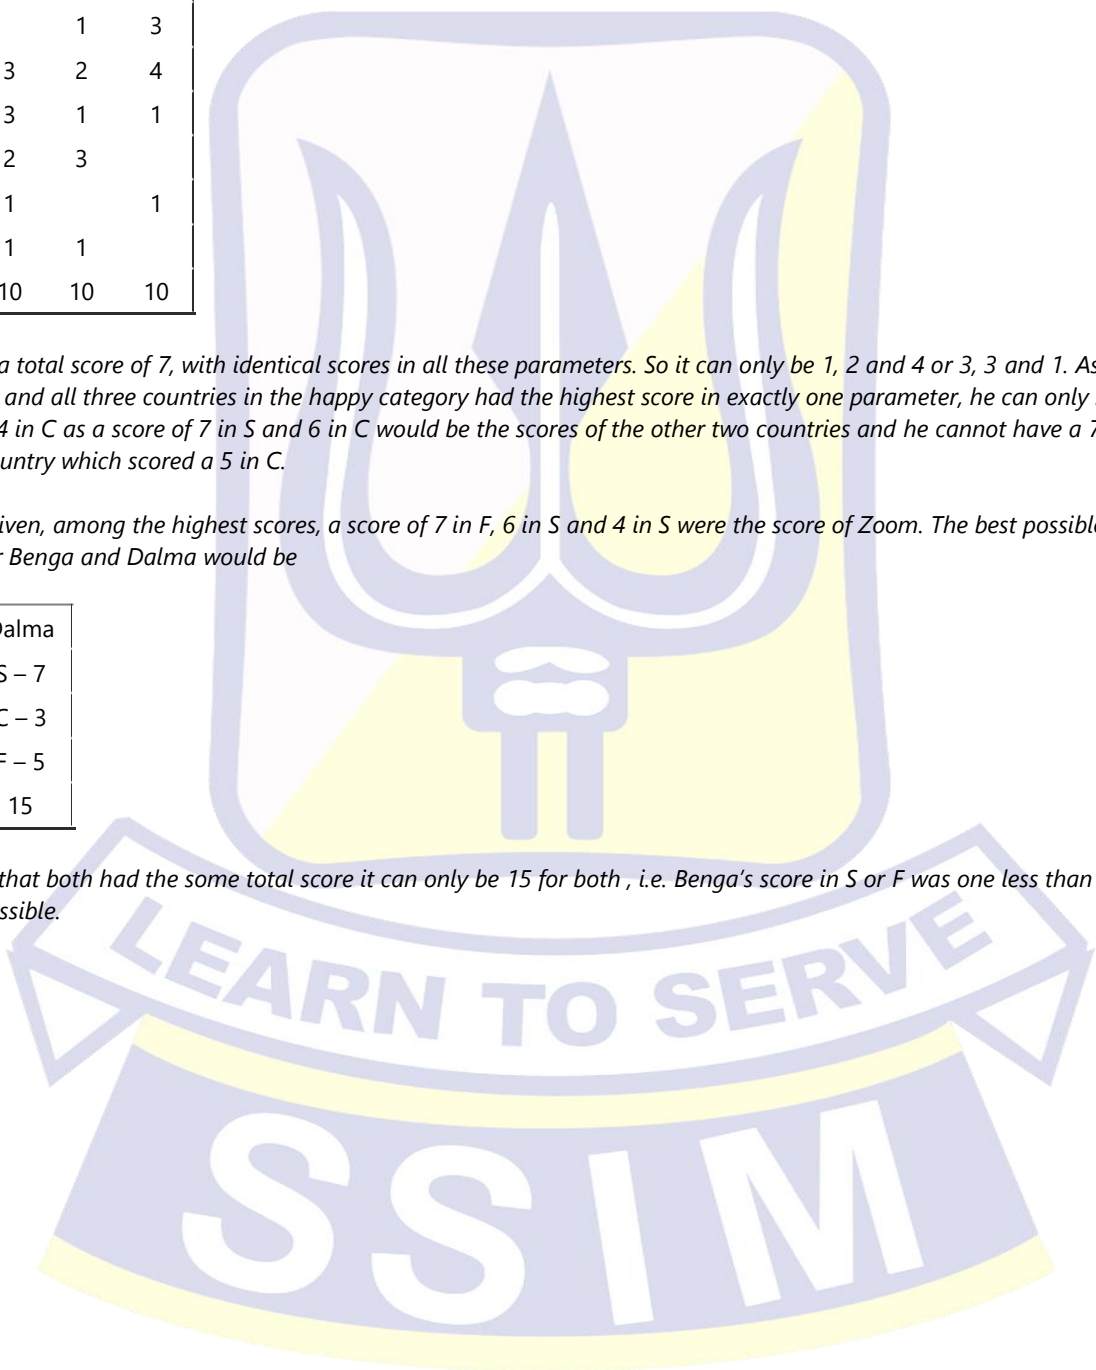 1 3
3 2 4
3 1 1
2 3
1 1
1 1
10 10 10
a total score of 7, with identical scores in all these parameters. So it can only be 1, 2 and 4 or 3, 3 and 1. As
and all three countries in the happy category had the highest score in exactly one parameter, he can only
4 in C as a score of 7 in S and 6 in C would be the scores of the other two countries and he cannot have a 7
untry which scored a 5 in C.
iven, among the highest scores, a score of 7 in F, 6 in S and 4 in S were the score of Zoom. The best possible
r Benga and Dalma would be
Dalma
S – 7
C – 3
F – 5
15
that both had the some total score it can only be 15 for both , i.e. Benga's score in S or F was one less than
ssible.
LEARN TO SERVE
SSIM